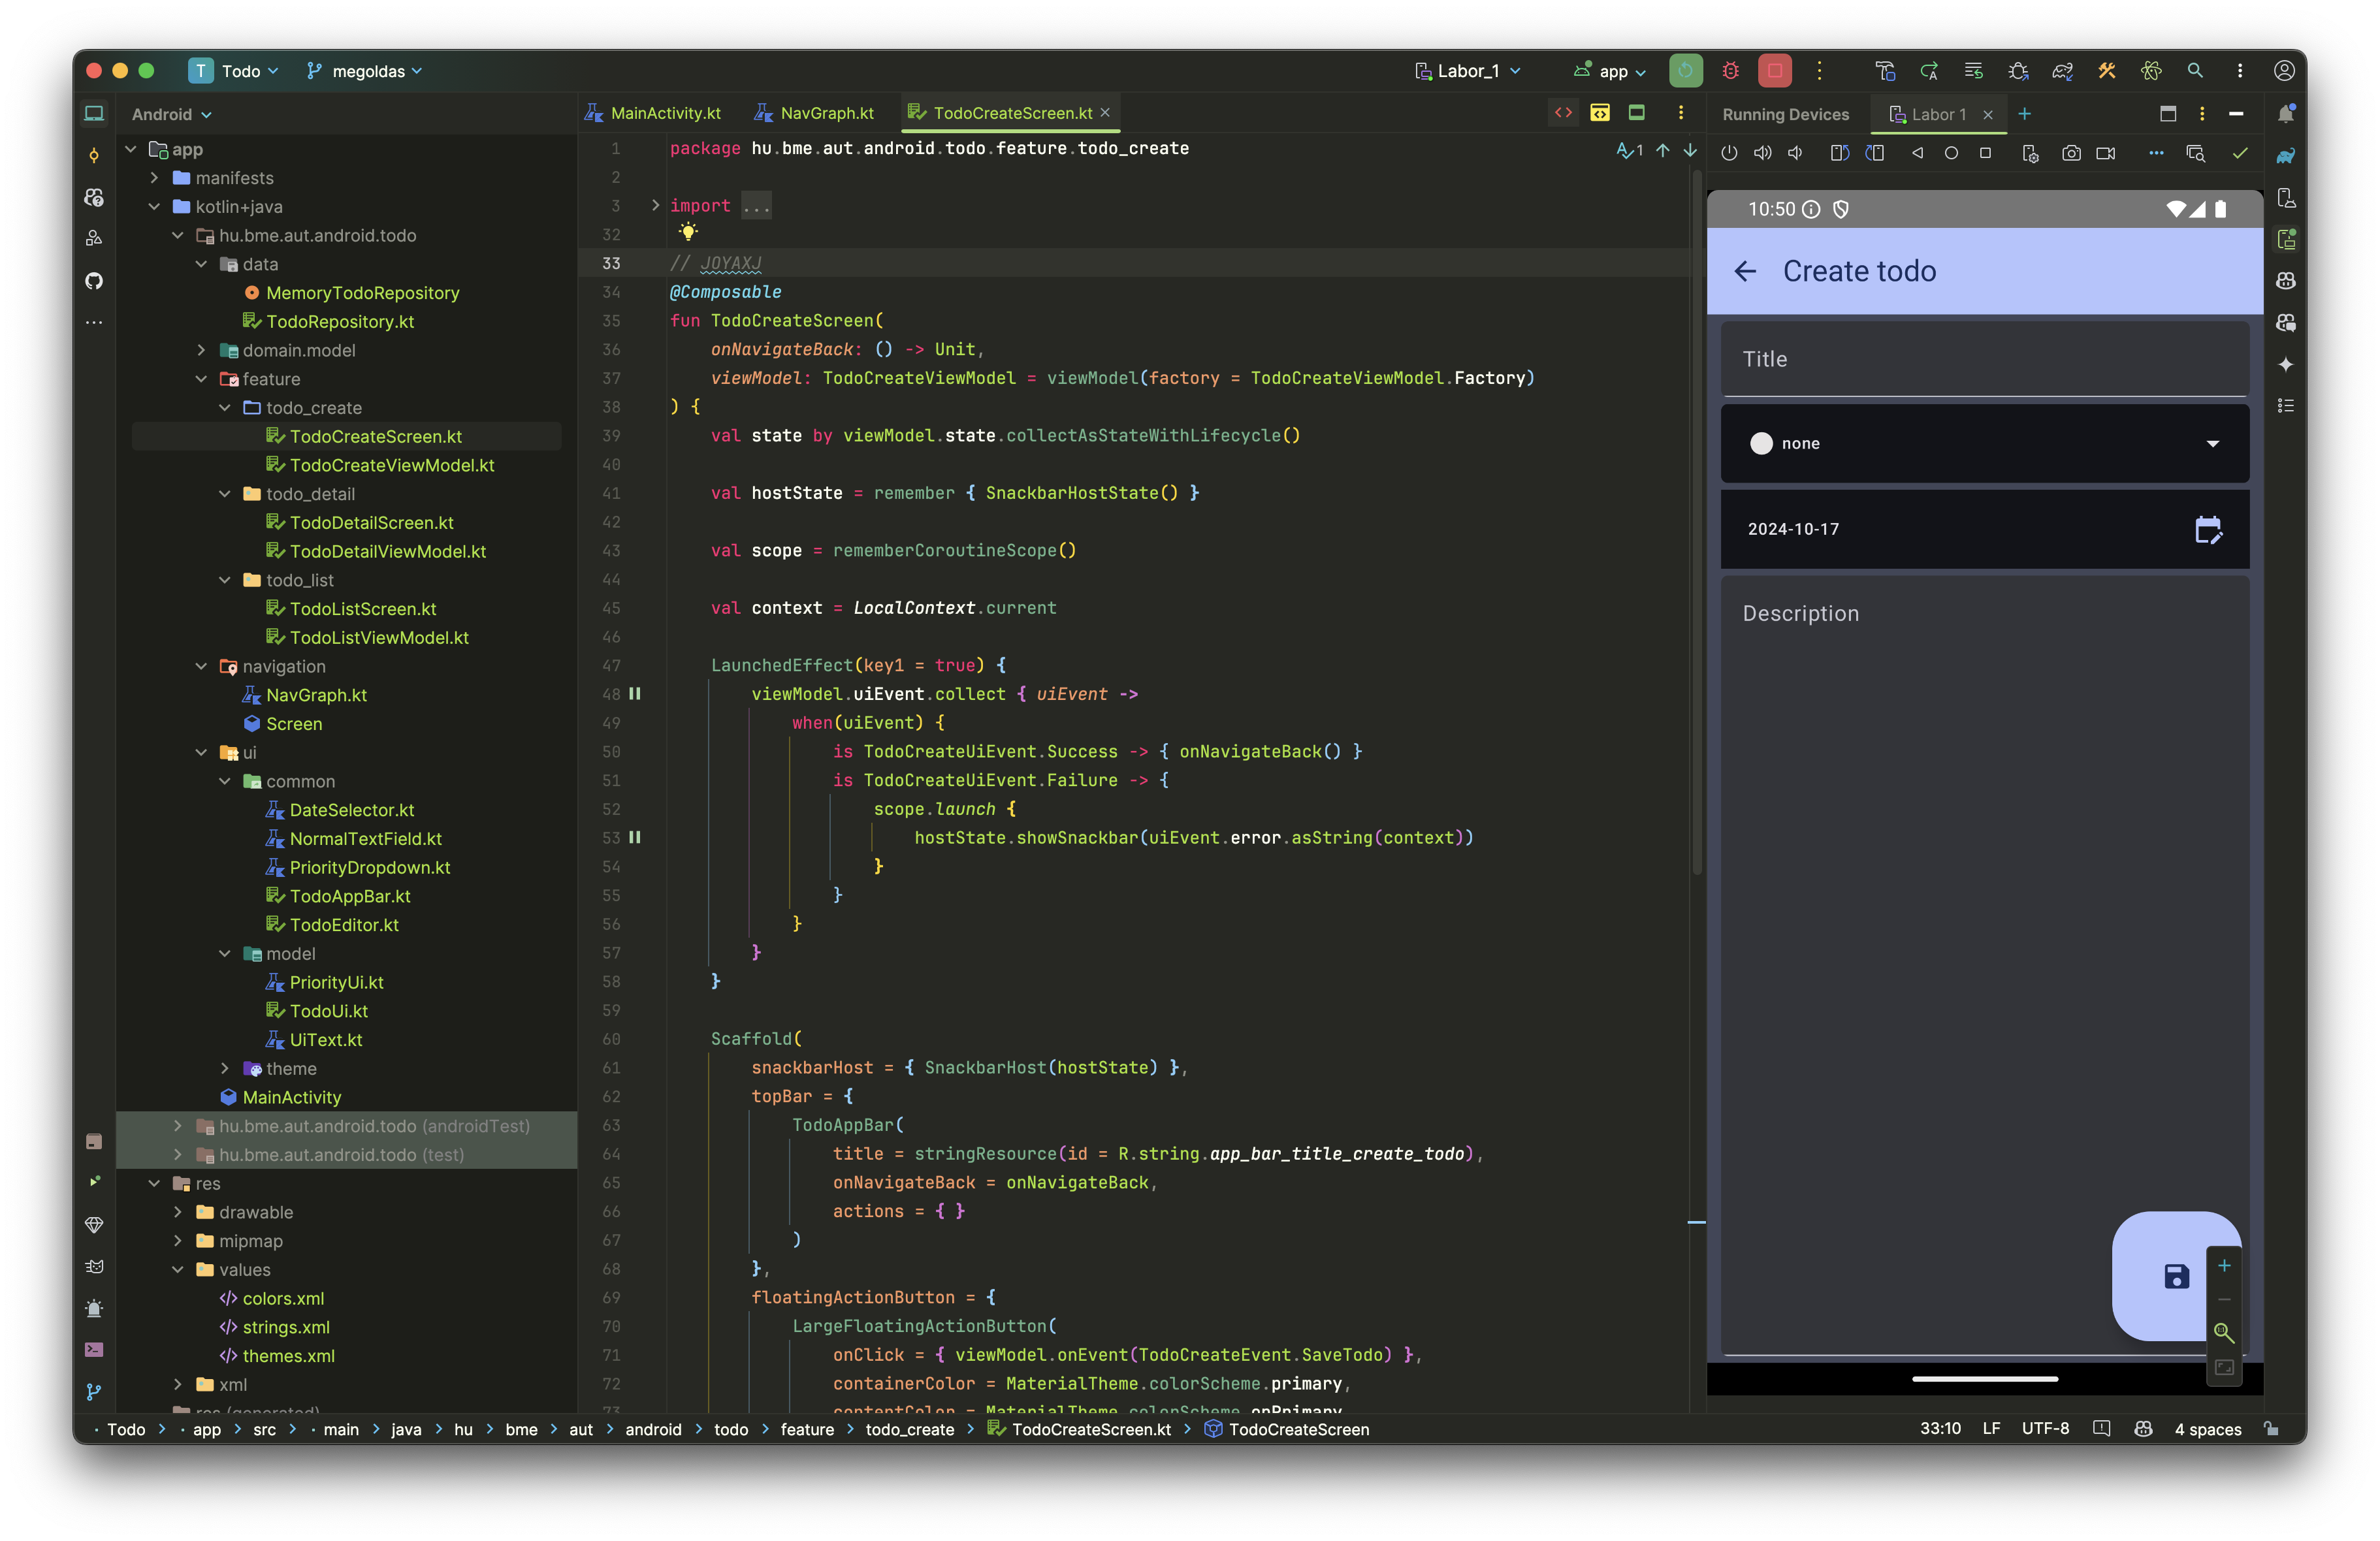 T Todo megoldas Labor_1 app
Android
app
manifests
kotlin+java
hu.bme.aut.android.todo
data
MemoryTodoRepository
TodoRepository.kt
domain.model
feature
todo_create
TodoCreateScreen.kt
TodoCreateViewModel.kt
todo_detail
TodoDetailScreen.kt
TodoDetailViewModel.kt
todo_list
TodoListScreen.kt
TodoListViewModel.kt
navigation
NavGraph.kt
Screen
ui
common
DateSelector.kt
NormalTextField.kt
PriorityDropdown.kt
TodoAppBar.kt
TodoEditor.kt
model
PriorityUi.kt
TodoUi.kt
UiText.kt
theme
MainActivity
hu.bme.aut.android.todo (androidTest)
hu.bme.aut.android.todo (test)
res
drawable
mipmap
values
colors.xml
strings.xml
themes.xml
xml
res (generated)
MainActivity.kt NavGraph.kt TodoCreateScreen.kt
1
1 package hu.bme.aut.android.todo.feature.todo_create
2
3 import ...
32
33 // JOYAXJ
34 @Composable
35 fun TodoCreateScreen(
36 onNavigateBack: () -> Unit,
37 viewModel: TodoCreateViewModel = viewModel(factory = TodoCreateViewModel.Factory)
38 ) {
39 val state by viewModel.state.collectAsStateWithLifecycle()
40
41 val hostState = remember { SnackbarHostState() }
42
43 val scope = rememberCoroutineScope()
44
45 val context = LocalContext.current
46
47 LaunchedEffect(key1 = true) {
48 viewModel.uiEvent.collect { uiEvent ->
49 when(uiEvent) {
50 is TodoCreateUiEvent.Success -> { onNavigateBack() }
51 is TodoCreateUiEvent.Failure -> {
52 scope.launch {
53 hostState.showSnackbar(uiEvent.error.asString(context))
54 }
55 }
56 }
57 }
58 }
59
60 Scaffold(
61 snackbarHost = { SnackbarHost(hostState) },
62 topBar = {
63 TodoAppBar(
64 title = stringResource(id = R.string.app_bar_title_create_todo),
65 onNavigateBack = onNavigateBack,
66 actions = { }
67 )
68 },
69 floatingActionButton = {
70 LargeFloatingActionButton(
71 onClick = { viewModel.onEvent(TodoCreateEvent.SaveTodo) },
72 containerColor = MaterialTheme.colorScheme.primary,
73 contentColor = MaterialTheme.colorScheme.onPrimary
Running Devices Labor 1
10:50
Create todo
Title
none
2024-10-17
Description
Todo app src main java hu bme aut android todo feature todo_create TodoCreateScreen.kt TodoCreateScreen
33:10 LF UTF-8 4 spaces